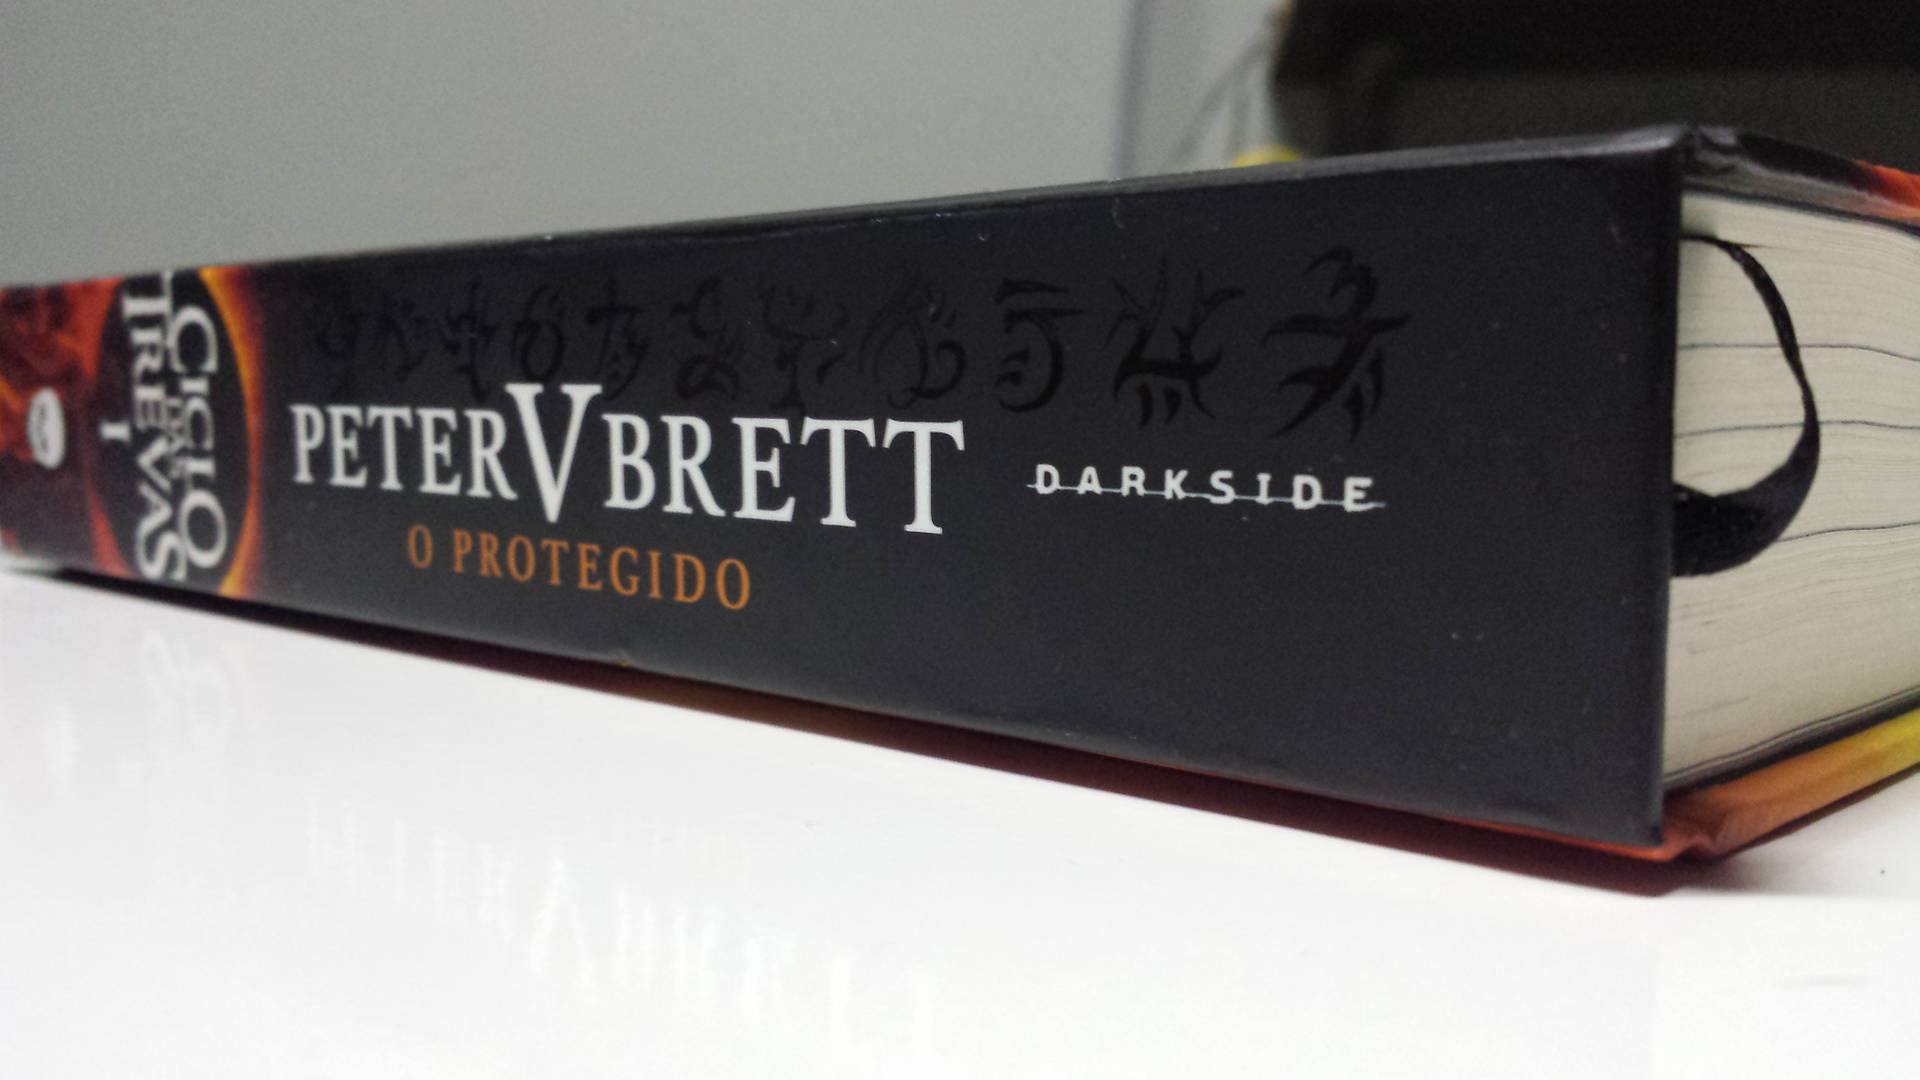 CICLO
DAS
TREVAS
I
PETER V BRETT
O PROTEGIDO
DARKSIDE